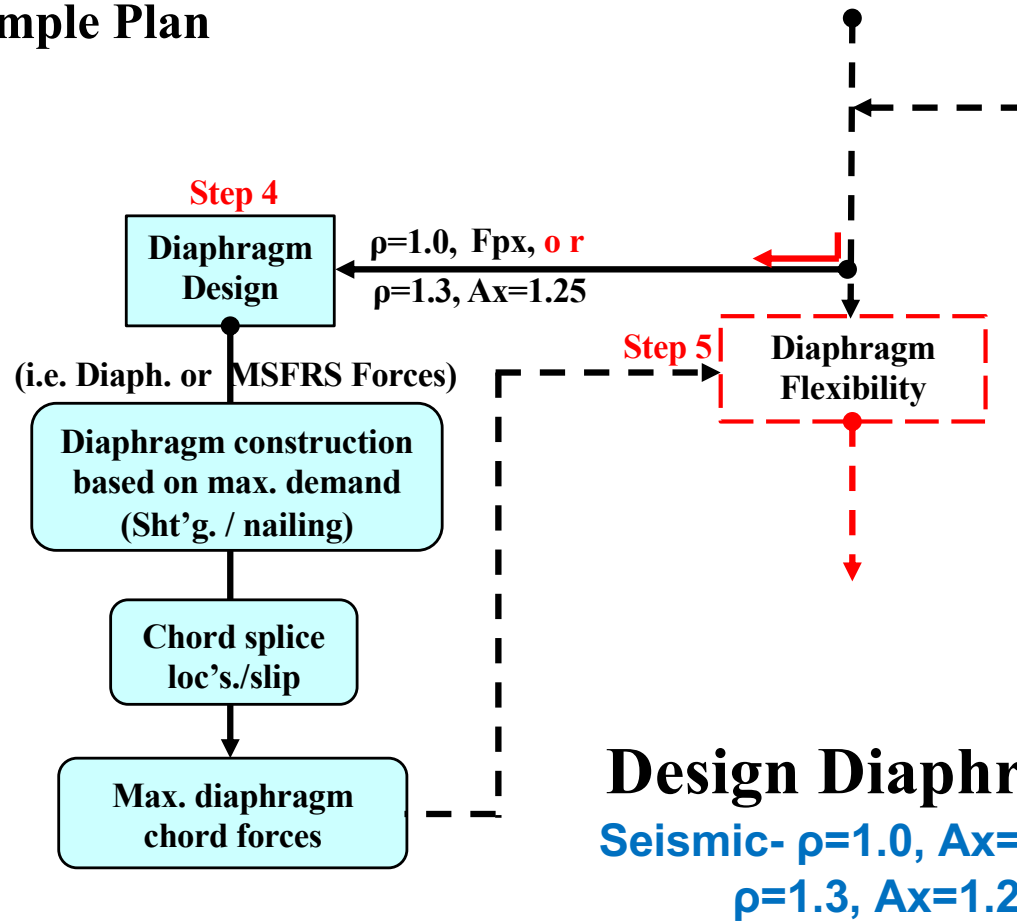 mple Plan
Step 4
Diaphragm
Design
ρ=1.0, Fpx, o r
ρ=1.3, Ax=1.25
Step 5
Diaphragm
Flexibility
(i.e. Diaph. or MSFRS Forces)
Diaphragm construction
based on max. demand
(Sht’g. / nailing)
Chord splice
loc’s./slip
Max. diaphragm
chord forces
Design Diaphr
Seismic- ρ=1.0, Ax=
ρ=1.3, Ax=1.2